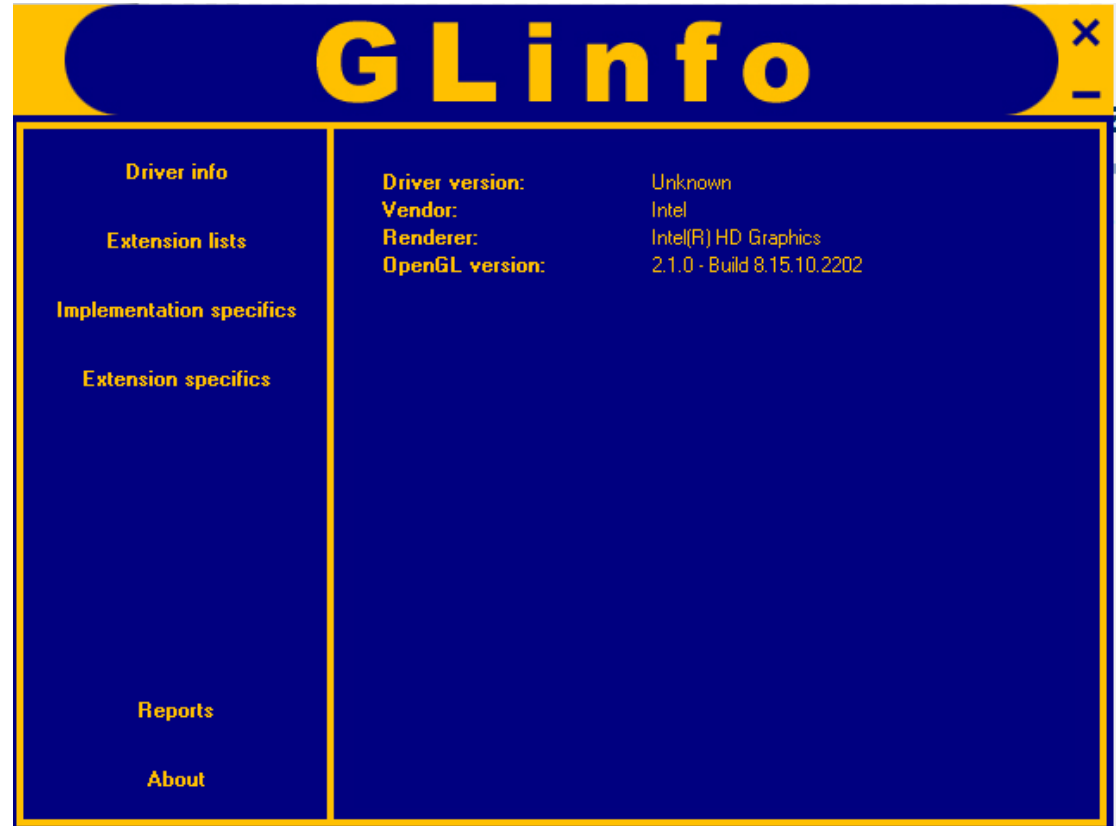 GLinfo
Driver info
Extension lists
Implementation specifics
Extension specifics
Reports
About
Driver version: Unknown
Vendor: Intel
Renderer: Intel(R) HD Graphics
OpenGL version: 2.1.0 - Build 8.15.10.2202